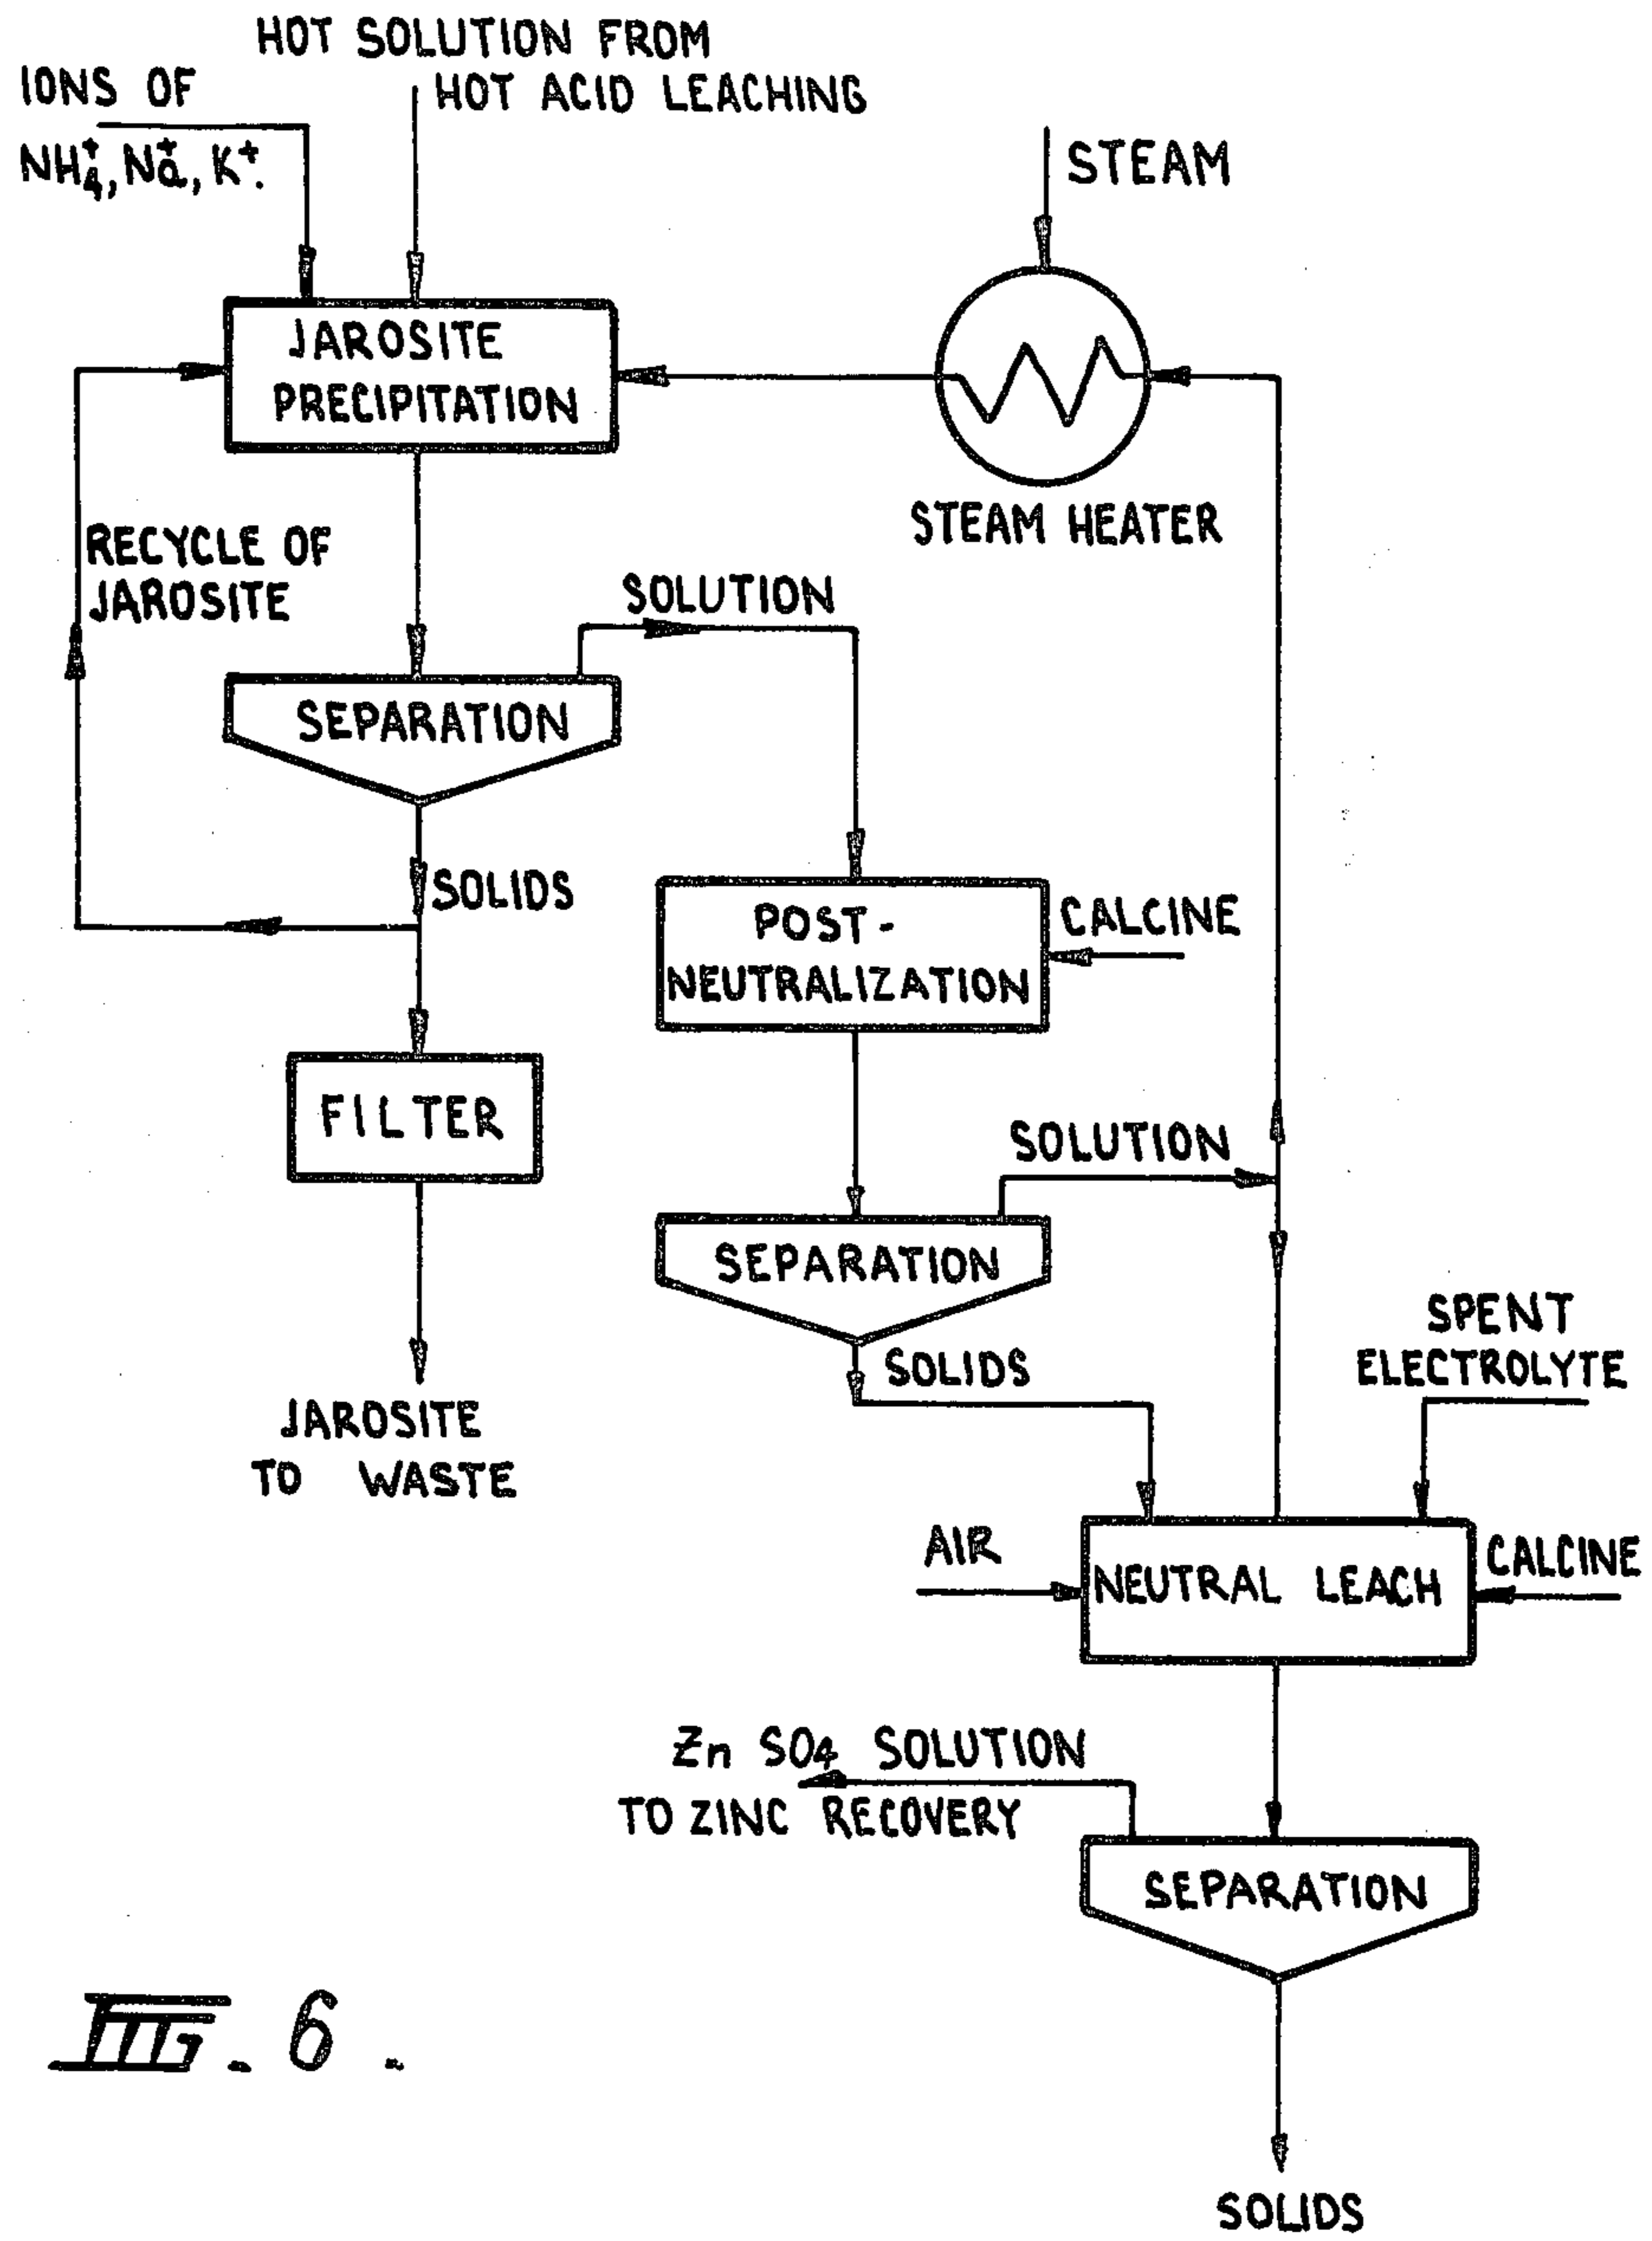 HOT SOLUTION FROM
HOT ACID LEACHING
IONS OF
NH4+, Na+, K+.
STEAM
JAROSITE
PRECIPITATION
STEAM HEATER
RECYCLE OF
JAROSITE
SOLUTION
SEPARATION
SOLIDS
POST-
NEUTRALIZATION
CALCINE
FILTER
SOLUTION
SEPARATION
SOLIDS
SPENT
ELECTROLYTE
JAROSITE
TO WASTE
AIR
NEUTRAL LEACH
CALCINE
Zn SO4 SOLUTION
TO ZINC RECOVERY
SEPARATION
FIG. 6.
SOLIDS